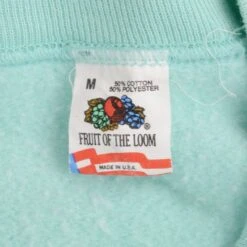 M
50% COTTON
50% POLYESTER
®
FRUIT OF THE LOOM
MADE IN U.S.A.